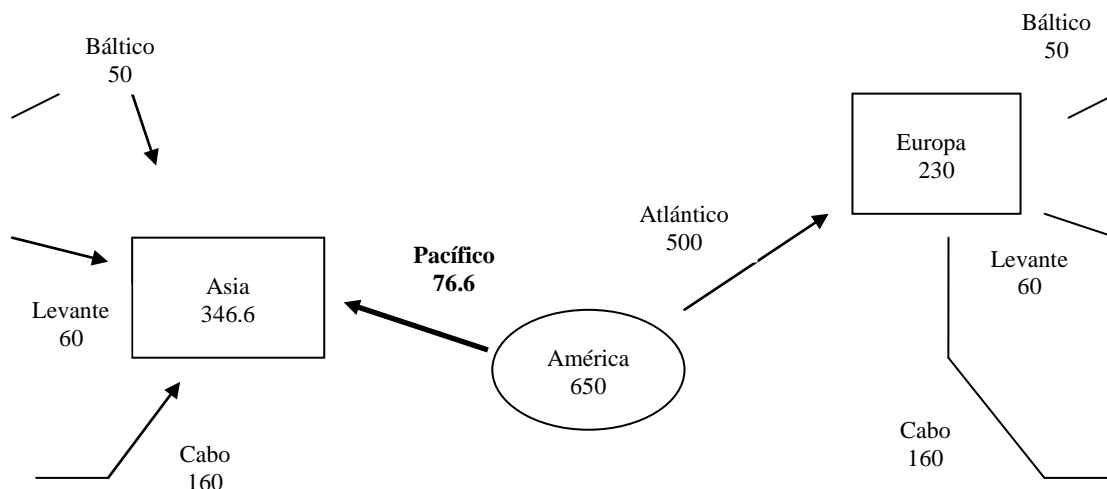 Báltico
50
Báltico
50
Europa
230
Atlántico
500
Pacífico
76.6
Levante
60
Asia
346.6
Levante
60
América
650
Cabo
160
Cabo
160